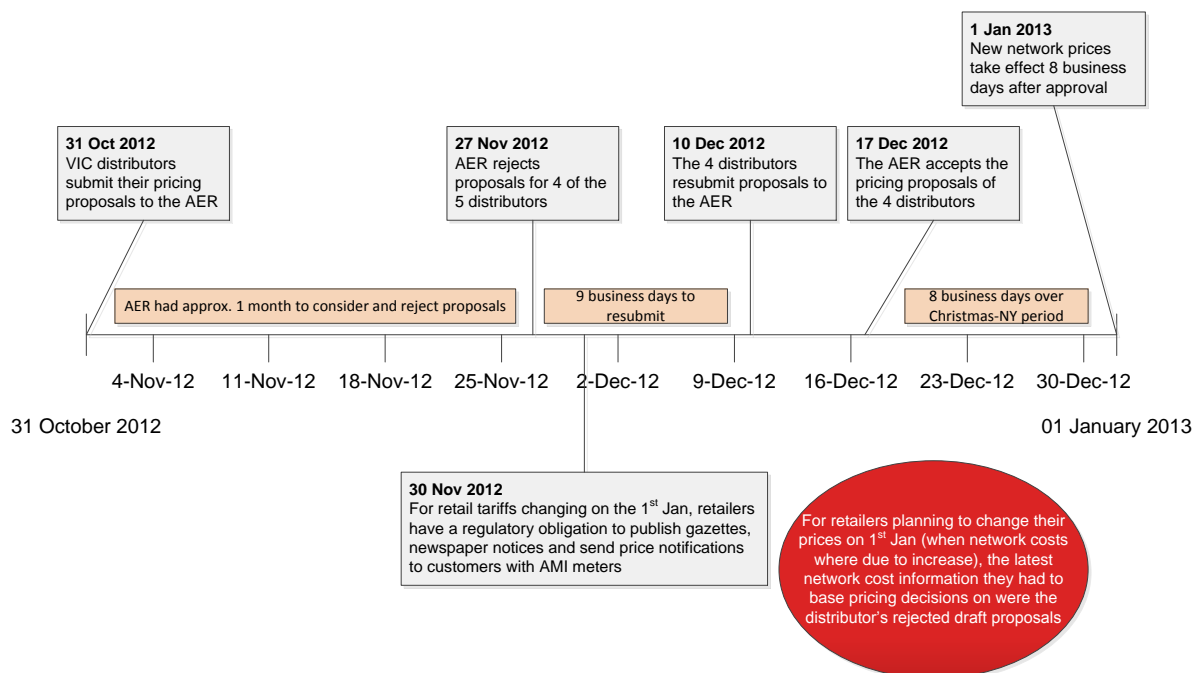 1 Jan 2013
New network prices
take effect 8 business
days after approval
31 Oct 2012
VIC distributors
submit their pricing
proposals to the AER
27 Nov 2012
AER rejects
proposals for 4 of the
5 distributors
10 Dec 2012
The 4 distributors
resubmit proposals to
the AER
17 Dec 2012
The AER accepts the
pricing proposals of
the 4 distributors
AER had approx. 1 month to consider and reject proposals
9 business days to
resubmit
8 business days over
Christmas-NY period
4-Nov-12
11-Nov-12
18-Nov-12
25-Nov-12
2-Dec-12
9-Dec-12
16-Dec-12
23-Dec-12
30-Dec-12
31 October 2012
01 January 2013
30 Nov 2012
For retail tariffs changing on the 1st Jan, retailers
have a regulatory obligation to publish gazettes,
newspaper notices and send price notifications
to customers with AMI meters
For retailers planning to change their
prices on 1st Jan (when network costs
where due to increase), the latest
network cost information they had to
base pricing decisions on were the
distributor's rejected draft proposals